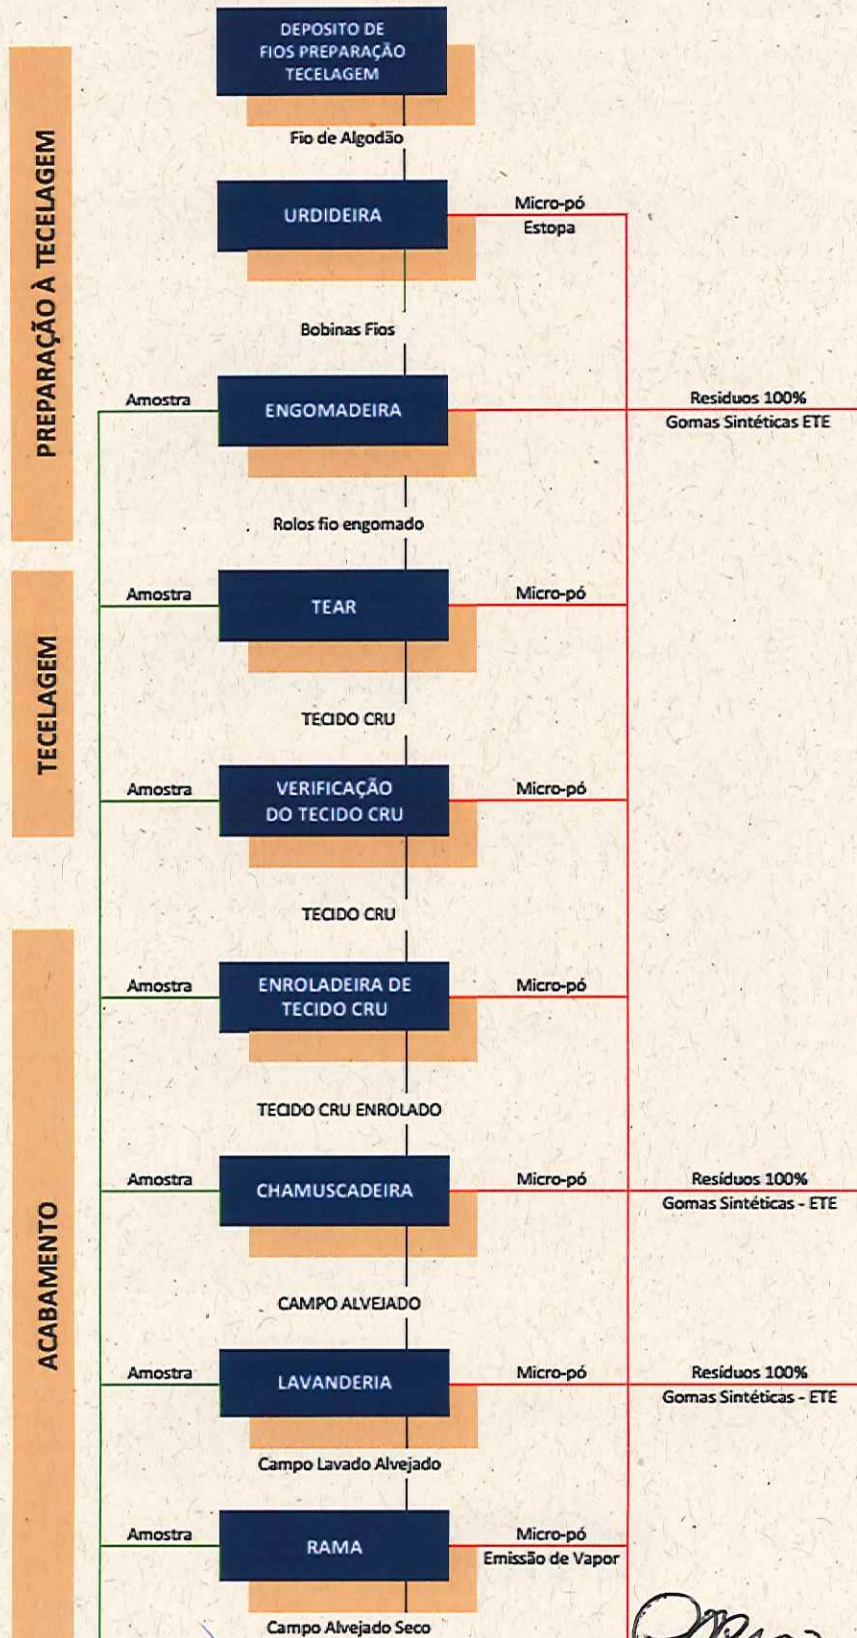 DEPOSITO DE
FIOS PREPARAÇÃO
TECELAGEM
PREPARAÇÃO À TECELAGEM
Fio de Algodão
URDIDEIRA
Micro-pó
Estopa
Bobinas Fios
Amostra
ENGOMADEIRA
Residuos 100%
Gomas Sintéticas ETE
Rolos fio engomado
TECELAGEM
Amostra
TEAR
Micro-pó
TECIDO CRU
Amostra
VERIFICAÇÃO
DO TECIDO CRU
Micro-pó
TECIDO CRU
ACABAMENTO
Amostra
ENROLADEIRA DE
TECIDO CRU
Micro-pó
TECIDO CRU ENROLADO
Amostra
CHAMUSCADEIRA
Micro-pó
Resíduos 100%
Gomas Sintéticas - ETE
CAMPO ALVEJADO
Amostra
LAVANDERIA
Micro-pó
Resíduos 100%
Gomas Sintéticas - ETE
Campo Lavado Alvejado
Amostra
RAMA
Micro-pó
Emissão de Vapor
Campo Alvejado Seco